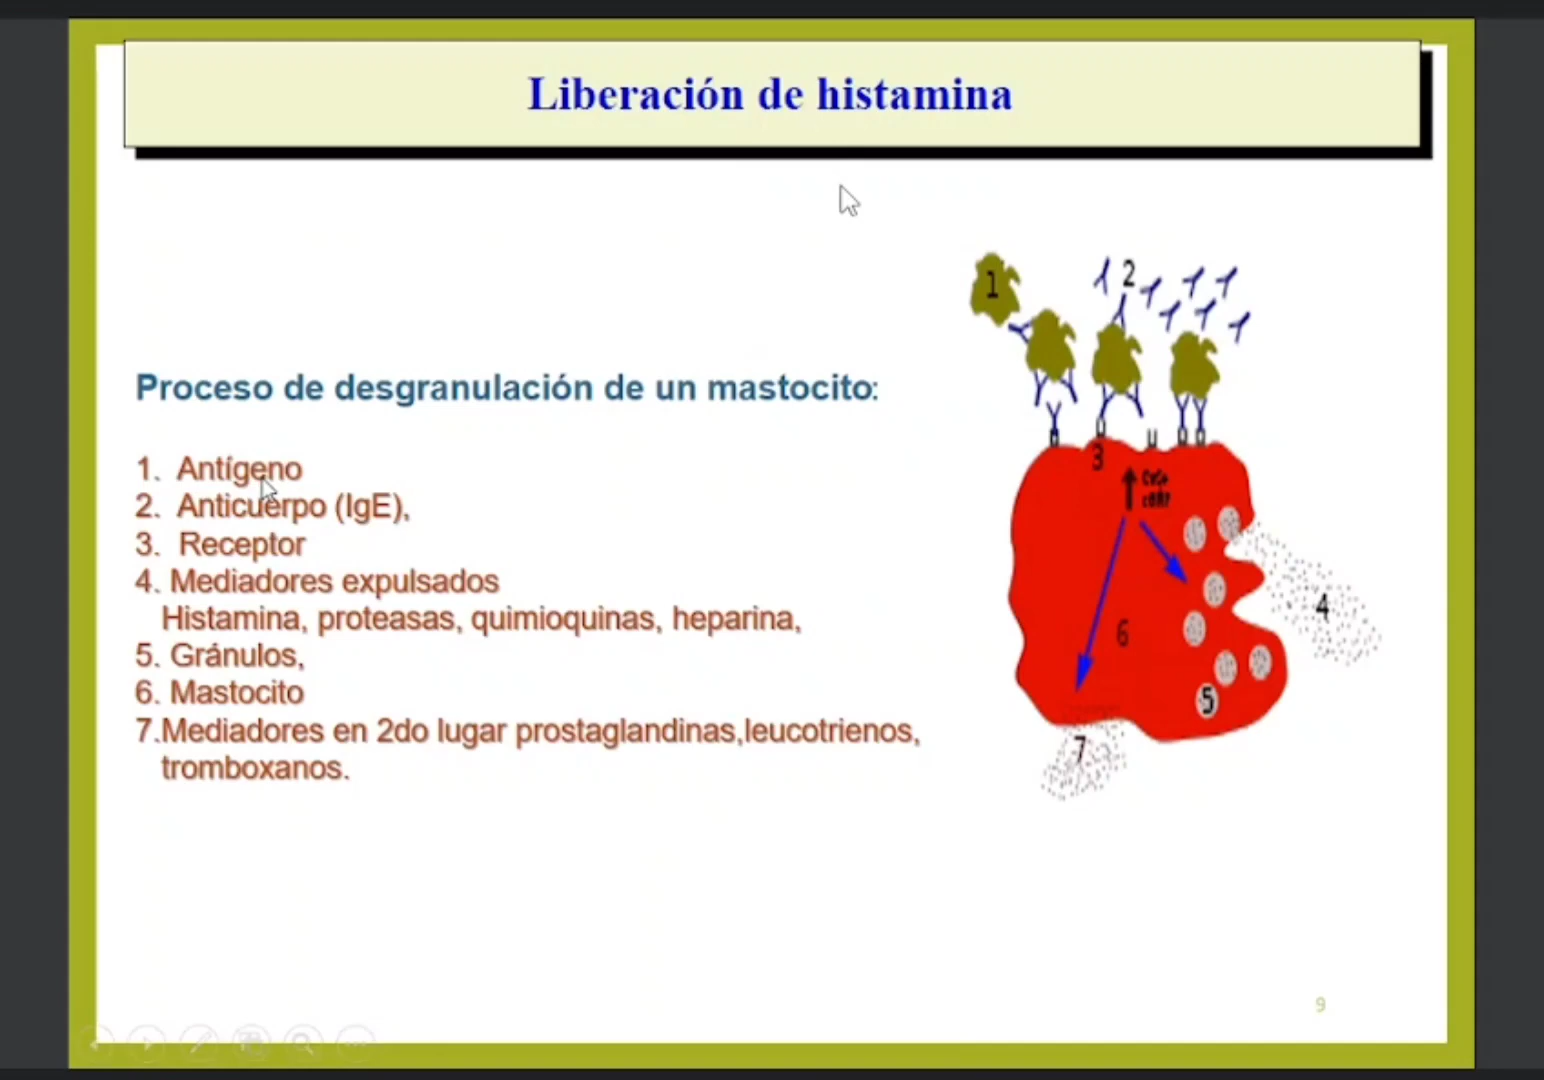 Liberación de histamina
Proceso de desgranulación de un mastocito:
1. Antígeno
2. Anticuerpo (IgE),
3. Receptor
4. Mediadores expulsados
Histamina, proteasas, quimioquinas, heparina,
5. Gránulos,
6. Mastocito
7.Mediadores en 2do lugar prostaglandinas,leucotrienos,
tromboxanos.
1
2
3
4
6
5
7
9